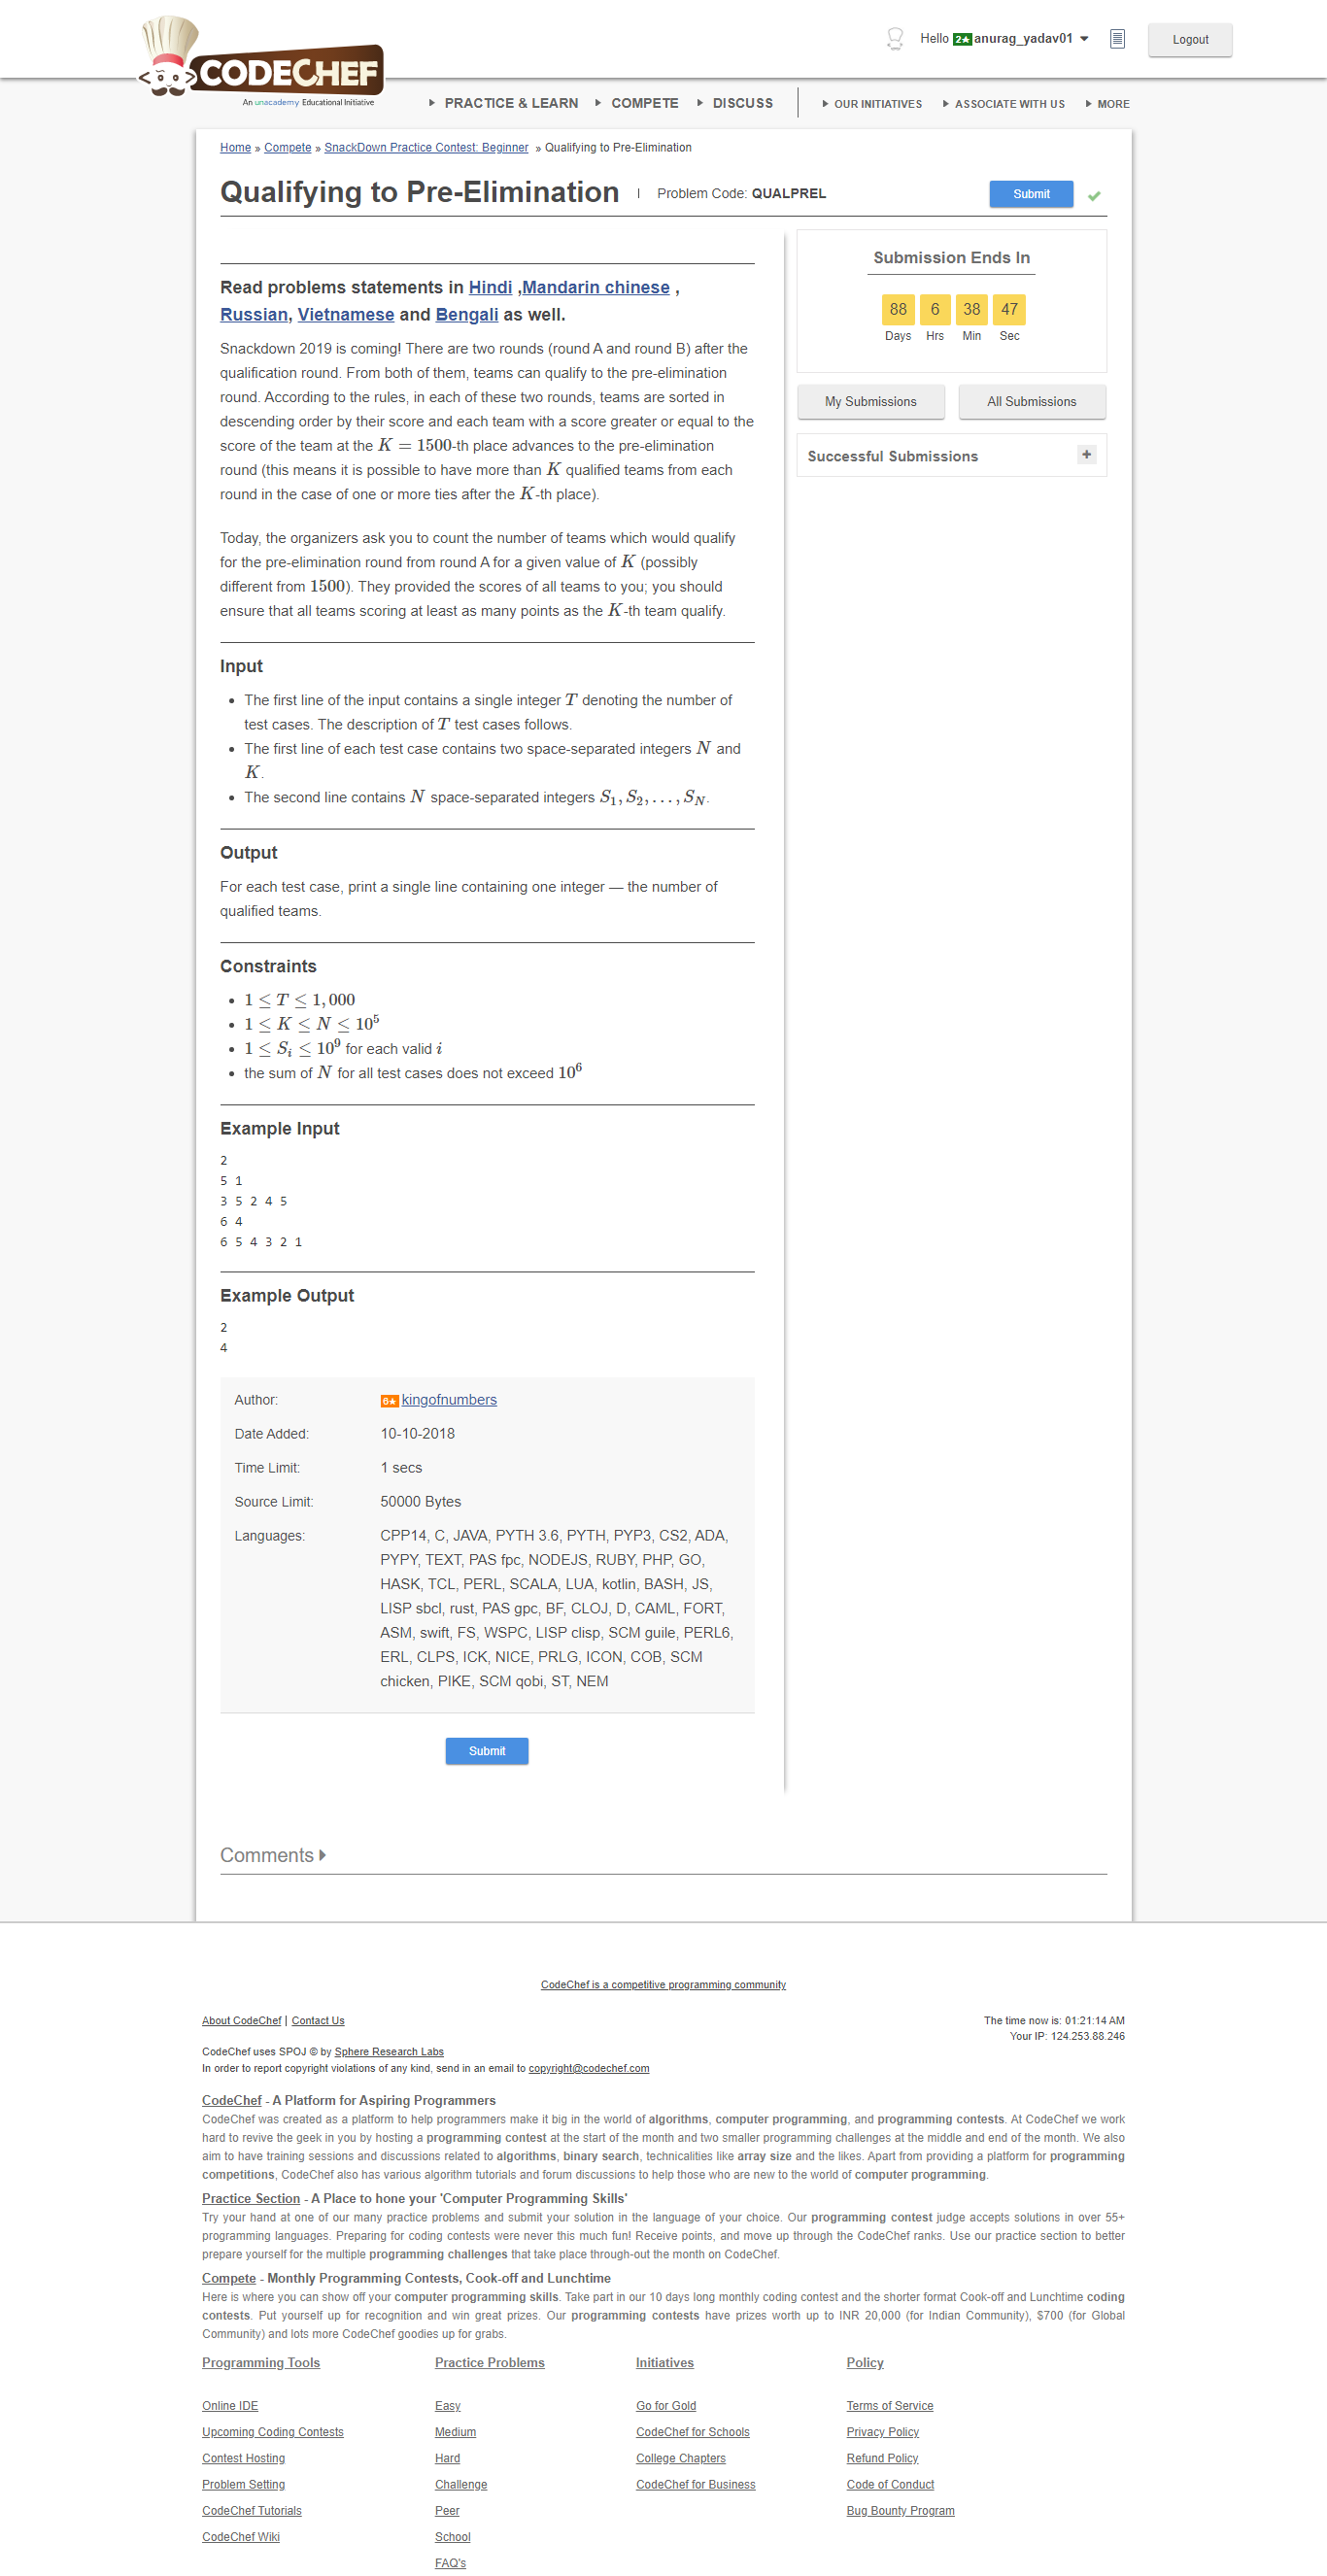 CODECHEF
An unacademy Educational Initiative
Hello 2★ anurag_yadav01
Logout
PRACTICE & LEARN COMPETE DISCUSS OUR INITIATIVES ASSOCIATE WITH US MORE
Home » Compete » SnackDown Practice Contest: Beginner » Qualifying to Pre-Elimination
Qualifying to Pre-Elimination | Problem Code: QUALPREL Submit
Read problems statements in Hindi ,Mandarin chinese ,
Russian, Vietnamese and Bengali as well.
Snackdown 2019 is coming! There are two rounds (round A and round B) after the
qualification round. From both of them, teams can qualify to the pre-elimination
round. According to the rules, in each of these two rounds, teams are sorted in
descending order by their score and each team with a score greater or equal to the
score of the team at the K = 1500-th place advances to the pre-elimination
round (this means it is possible to have more than K qualified teams from each
round in the case of one or more ties after the K-th place).
Today, the organizers ask you to count the number of teams which would qualify
for the pre-elimination round from round A for a given value of K (possibly
different from 1500). They provided the scores of all teams to you; you should
ensure that all teams scoring at least as many points as the K-th team qualify.
Input
• The first line of the input contains a single integer T denoting the number of
test cases. The description of T test cases follows.
• The first line of each test case contains two space-separated integers N and
K.
• The second line contains N space-separated integers S₁, S₂, …, S_N.
Output
For each test case, print a single line containing one integer — the number of
qualified teams.
Constraints
• 1 ≤ T ≤ 1,000
• 1 ≤ K ≤ N ≤ 10⁵
• 1 ≤ Sᵢ ≤ 10⁹ for each valid i
• the sum of N for all test cases does not exceed 10⁶
Example Input
2
5 1
3 5 2 4 5
6 4
6 5 4 3 2 1
Example Output
2
4
Author: 6★ kingofnumbers
Date Added: 10-10-2018
Time Limit: 1 secs
Source Limit: 50000 Bytes
Languages: CPP14, C, JAVA, PYTH 3.6, PYTH, PYP3, CS2, ADA,
PYPY, TEXT, PAS fpc, NODEJS, RUBY, PHP, GO,
HASK, TCL, PERL, SCALA, LUA, kotlin, BASH, JS,
LISP sbcl, rust, PAS gpc, BF, CLOJ, D, CAML, FORT,
ASM, swift, FS, WSPC, LISP clisp, SCM guile, PERL6,
ERL, CLPS, ICK, NICE, PRLG, ICON, COB, SCM
chicken, PIKE, SCM qobi, ST, NEM
Submit
Submission Ends In
88 6 38 47
Days Hrs Min Sec
My Submissions All Submissions
Successful Submissions +
Comments
CodeChef is a competitive programming community
About CodeChef | Contact Us
The time now is: 01:21:14 AM
Your IP: 124.253.88.246
CodeChef uses SPOJ © by Sphere Research Labs
In order to report copyright violations of any kind, send in an email to copyright@codechef.com
CodeChef - A Platform for Aspiring Programmers
CodeChef was created as a platform to help programmers make it big in the world of algorithms, computer programming, and programming contests. At CodeChef we work
hard to revive the geek in you by hosting a programming contest at the start of the month and two smaller programming challenges at the middle and end of the month. We also
aim to have training sessions and discussions related to algorithms, binary search, technicalities like array size and the likes. Apart from providing a platform for programming
competitions, CodeChef also has various algorithm tutorials and forum discussions to help those who are new to the world of computer programming.
Practice Section - A Place to hone your 'Computer Programming Skills'
Try your hand at one of our many practice problems and submit your solution in the language of your choice. Our programming contest judge accepts solutions in over 55+
programming languages. Preparing for coding contests were never this much fun! Receive points, and move up through the CodeChef ranks. Use our practice section to better
prepare yourself for the multiple programming challenges that take place through-out the month on CodeChef.
Compete - Monthly Programming Contests, Cook-off and Lunchtime
Here is where you can show off your computer programming skills. Take part in our 10 days long monthly coding contest and the shorter format Cook-off and Lunchtime coding
contests. Put yourself up for recognition and win great prizes. Our programming contests have prizes worth up to INR 20,000 (for Indian Community), $700 (for Global
Community) and lots more CodeChef goodies up for grabs.
Programming Tools
Online IDE
Upcoming Coding Contests
Contest Hosting
Problem Setting
CodeChef Tutorials
CodeChef Wiki
Practice Problems
Easy
Medium
Hard
Challenge
Peer
School
FAQ's
Initiatives
Go for Gold
CodeChef for Schools
College Chapters
CodeChef for Business
Policy
Terms of Service
Privacy Policy
Refund Policy
Code of Conduct
Bug Bounty Program